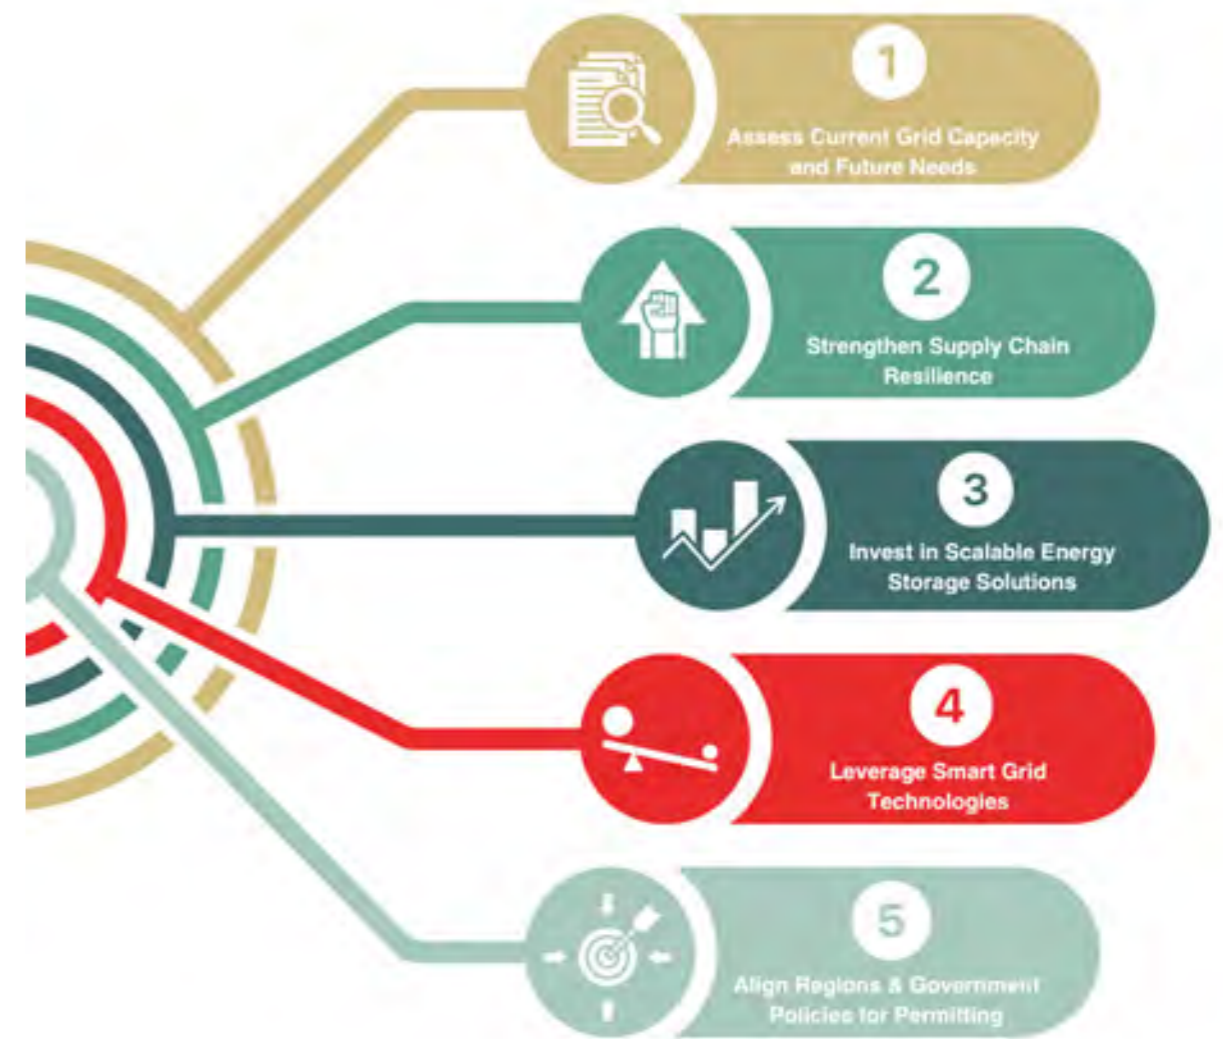 1
Assess Current Grid Capacity
and Future Needs
2
Strengthen Supply Chain
Resilience
3
Invest in Scalable Energy
Storage Solutions
4
Leverage Smart Grid
Technologies
5
Align Regions & Government
Policies for Permitting